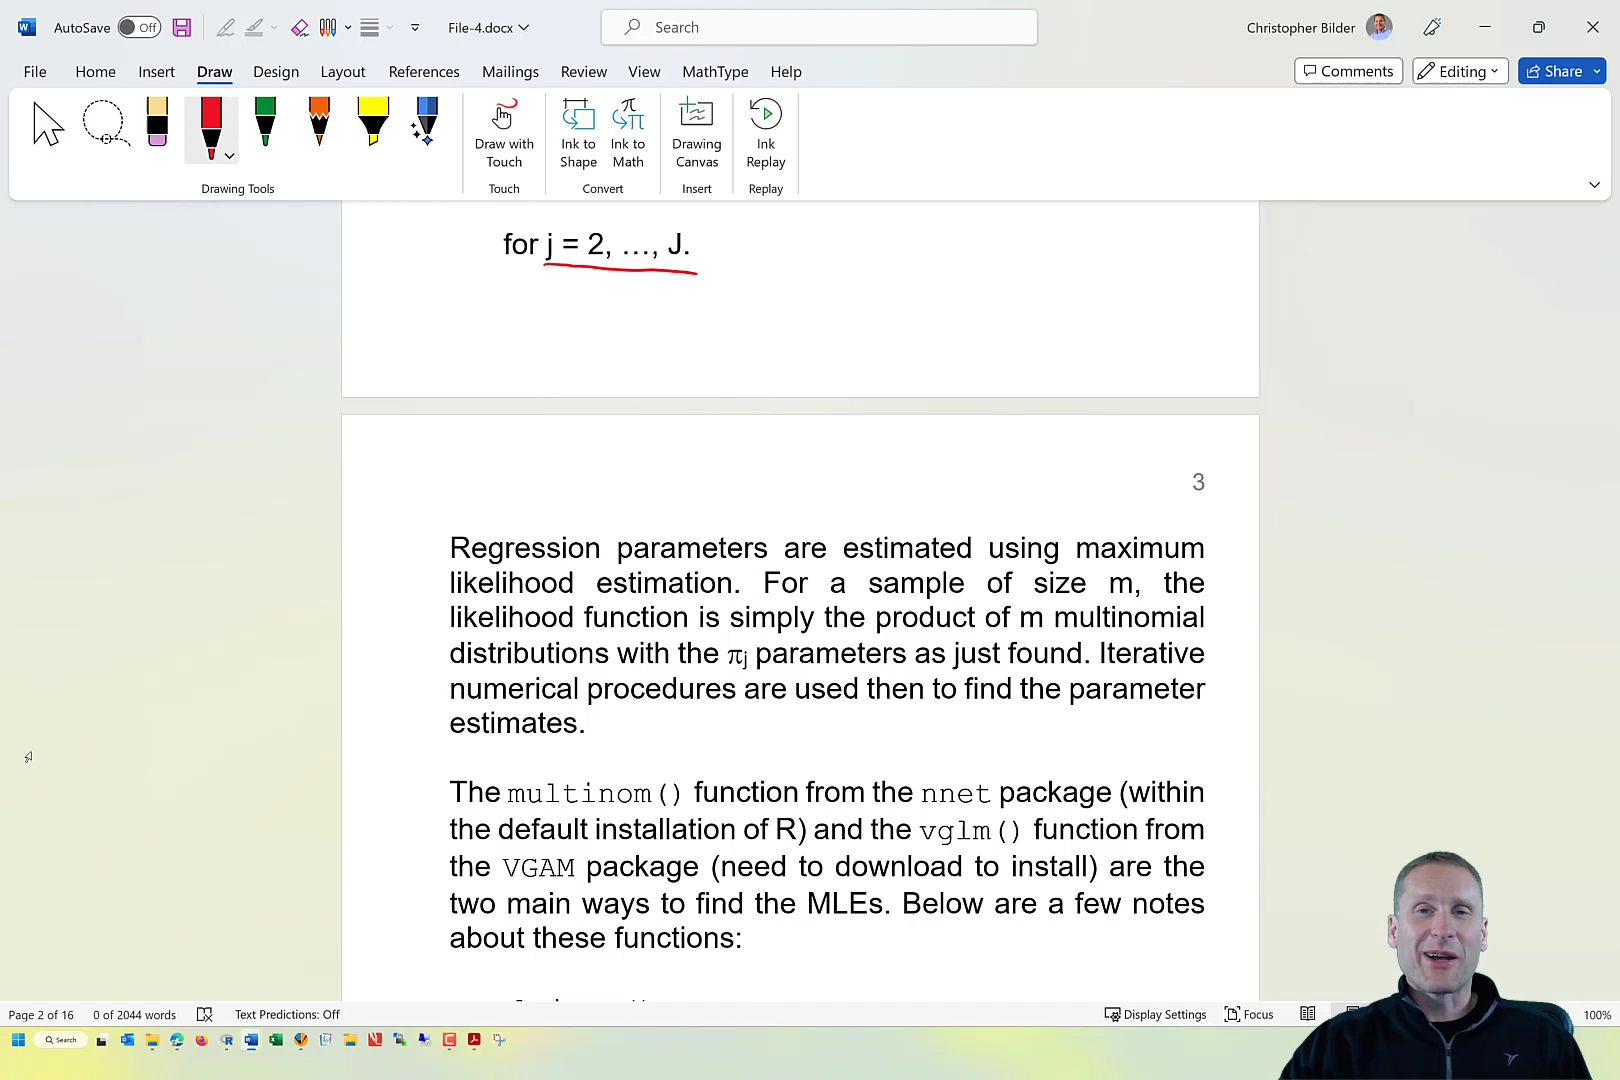 AutoSave Off File-4.docx Search Christopher Bilder
File Home Insert Draw Design Layout References Mailings Review View MathType Help Comments Editing Share
Draw with Touch
Ink to Shape
Ink to Math
Drawing Canvas
Ink Replay
Drawing Tools Touch Convert Insert Replay
for j = 2, …, J.
3
Regression parameters are estimated using maximum
likelihood estimation. For a sample of size m, the
likelihood function is simply the product of m multinomial
distributions with the πj parameters as just found. Iterative
numerical procedures are used then to find the parameter
estimates.
The multinom() function from the nnet package (within
the default installation of R) and the vglm() function from
the VGAM package (need to download to install) are the
two main ways to find the MLEs. Below are a few notes
about these functions:
Page 2 of 16 0 of 2044 words Text Predictions: Off Display Settings Focus 100%
Search